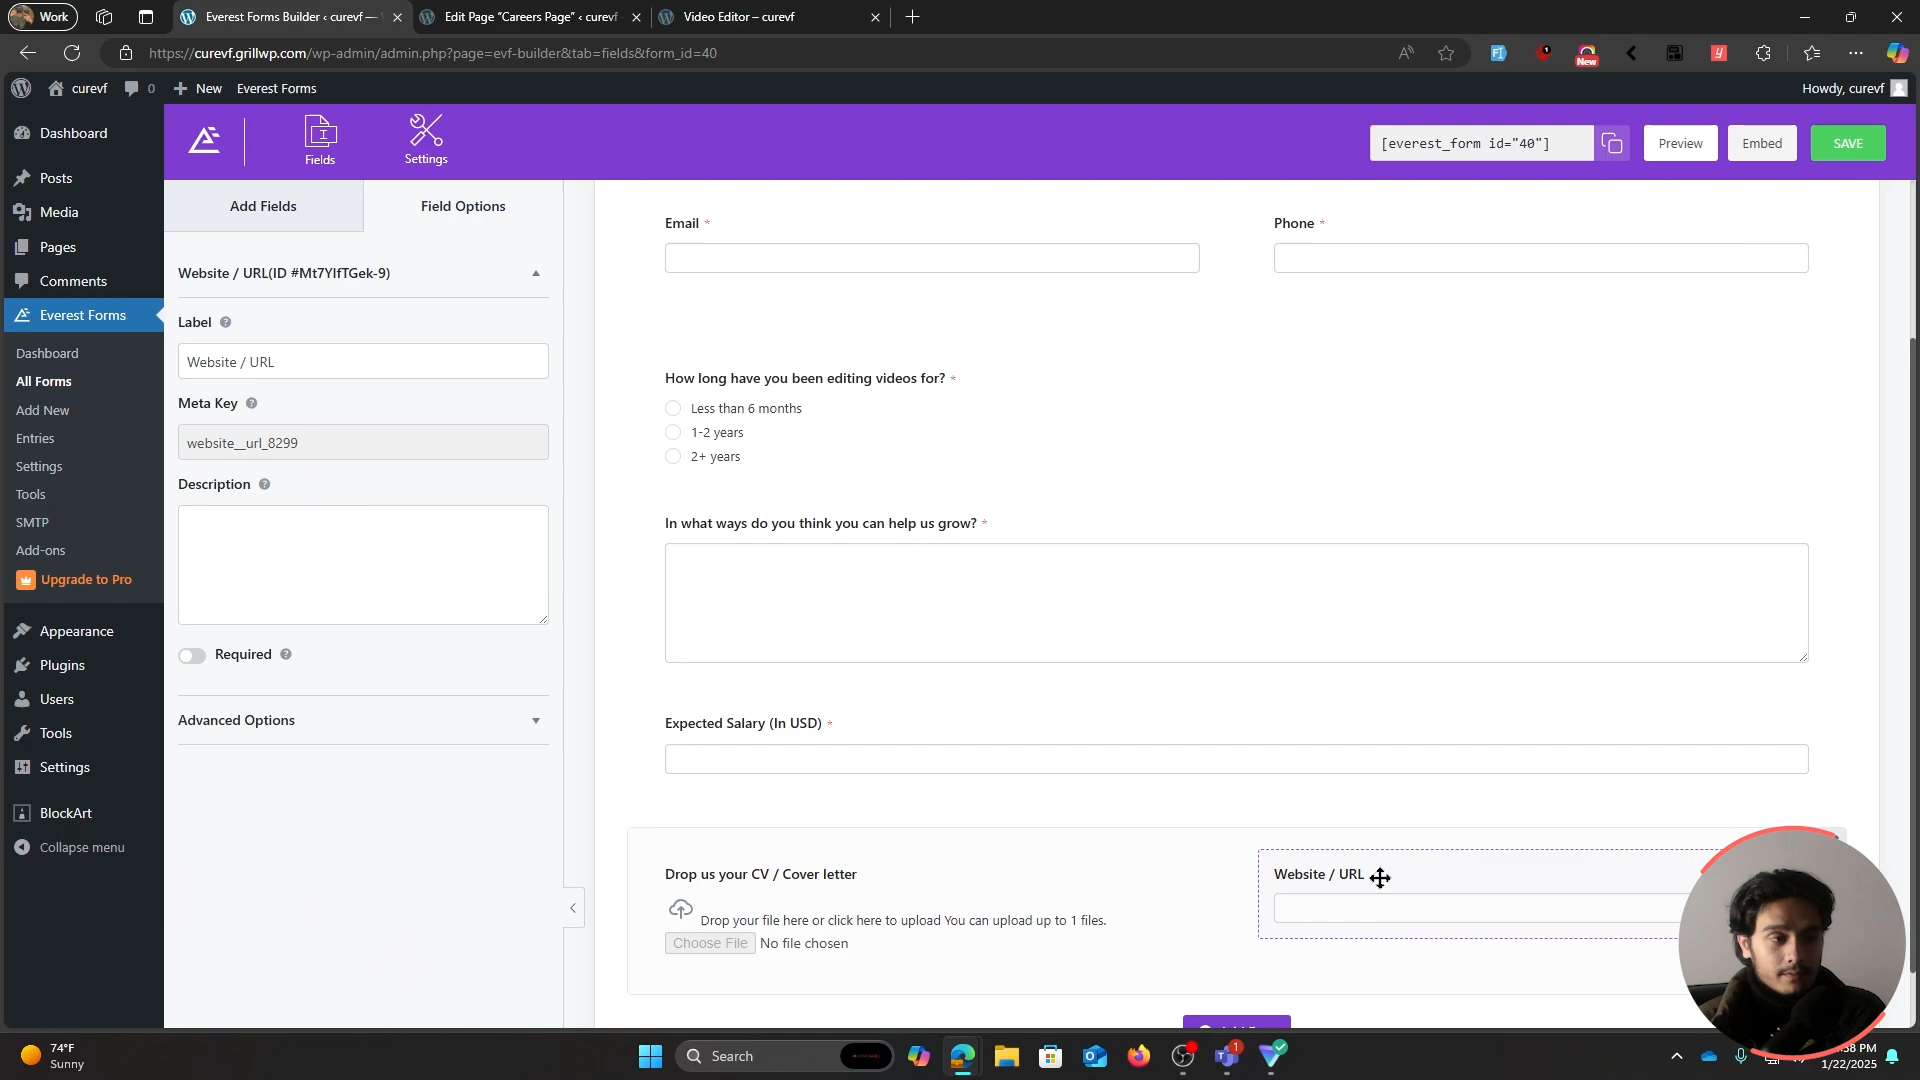 Work
Everest Forms Builder ‹ curevf —
Edit Page “Careers Page” ‹ curevf
Video Editor – curevf
https://curevf.grillwp.com/wp-admin/admin.php?page=evf-builder&tab=fields&form_id=40
New
curevf
0
New
Everest Forms
Howdy, curevf
Dashboard
Posts
Media
Pages
Comments
Everest Forms
Dashboard
All Forms
Add New
Entries
Settings
Tools
SMTP
Add-ons
Upgrade to Pro
Appearance
Plugins
Users
Tools
Settings
BlockArt
Collapse menu
Fields
Settings
[everest_form id="40"]
Preview
Embed
SAVE
Add Fields
Field Options
Website / URL(ID #Mt7YlfTGek-9)
Label
Website / URL
Meta Key
website__url_8299
Description
Required
Advanced Options
Email *
Phone *
How long have you been editing videos for? *
Less than 6 months
1-2 years
2+ years
In what ways do you think you can help us grow? *
Expected Salary (In USD) *
Drop us your CV / Cover letter
Drop your file here or click here to upload You can upload up to 1 files.
Choose File No file chosen
Website / URL
74°F
Sunny
Search
1
:58 PM
1/22/2025